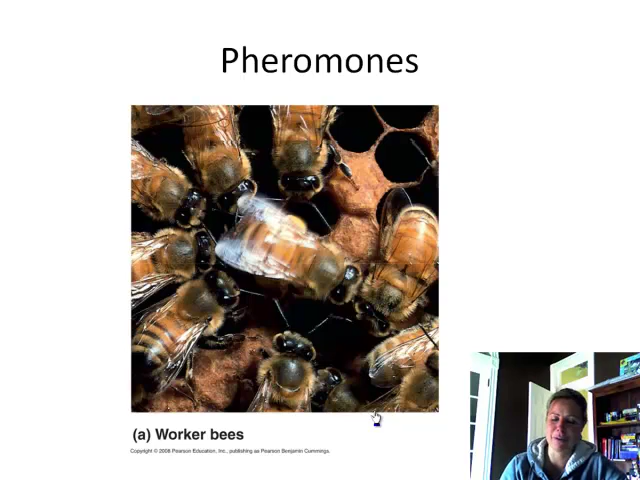 Pheromones
(a) Worker bees
Copyright © 2008 Pearson Education, Inc., publishing as Pearson Benjamin Cummings.